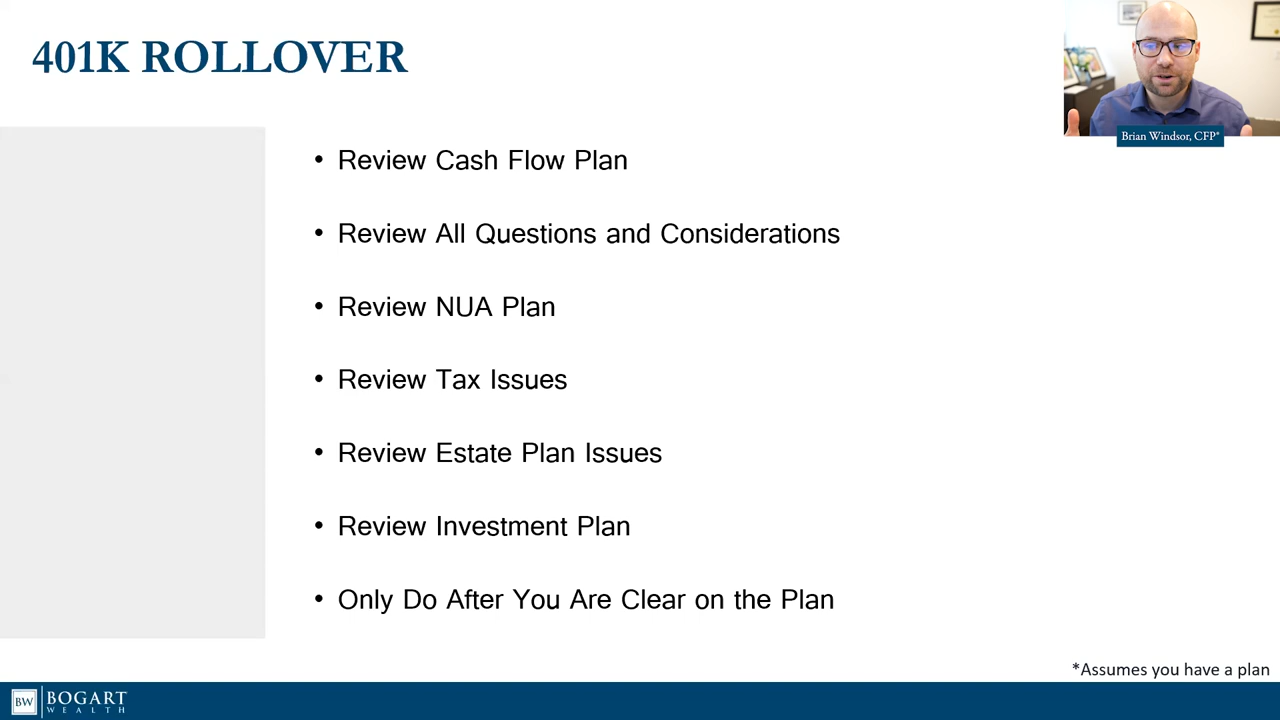 401K ROLLOVER
Brian Windsor, CFP®
• Review Cash Flow Plan
• Review All Questions and Considerations
• Review NUA Plan
• Review Tax Issues
• Review Estate Plan Issues
• Review Investment Plan
• Only Do After You Are Clear on the Plan
*Assumes you have a plan
BW
BOGART
WEALTH